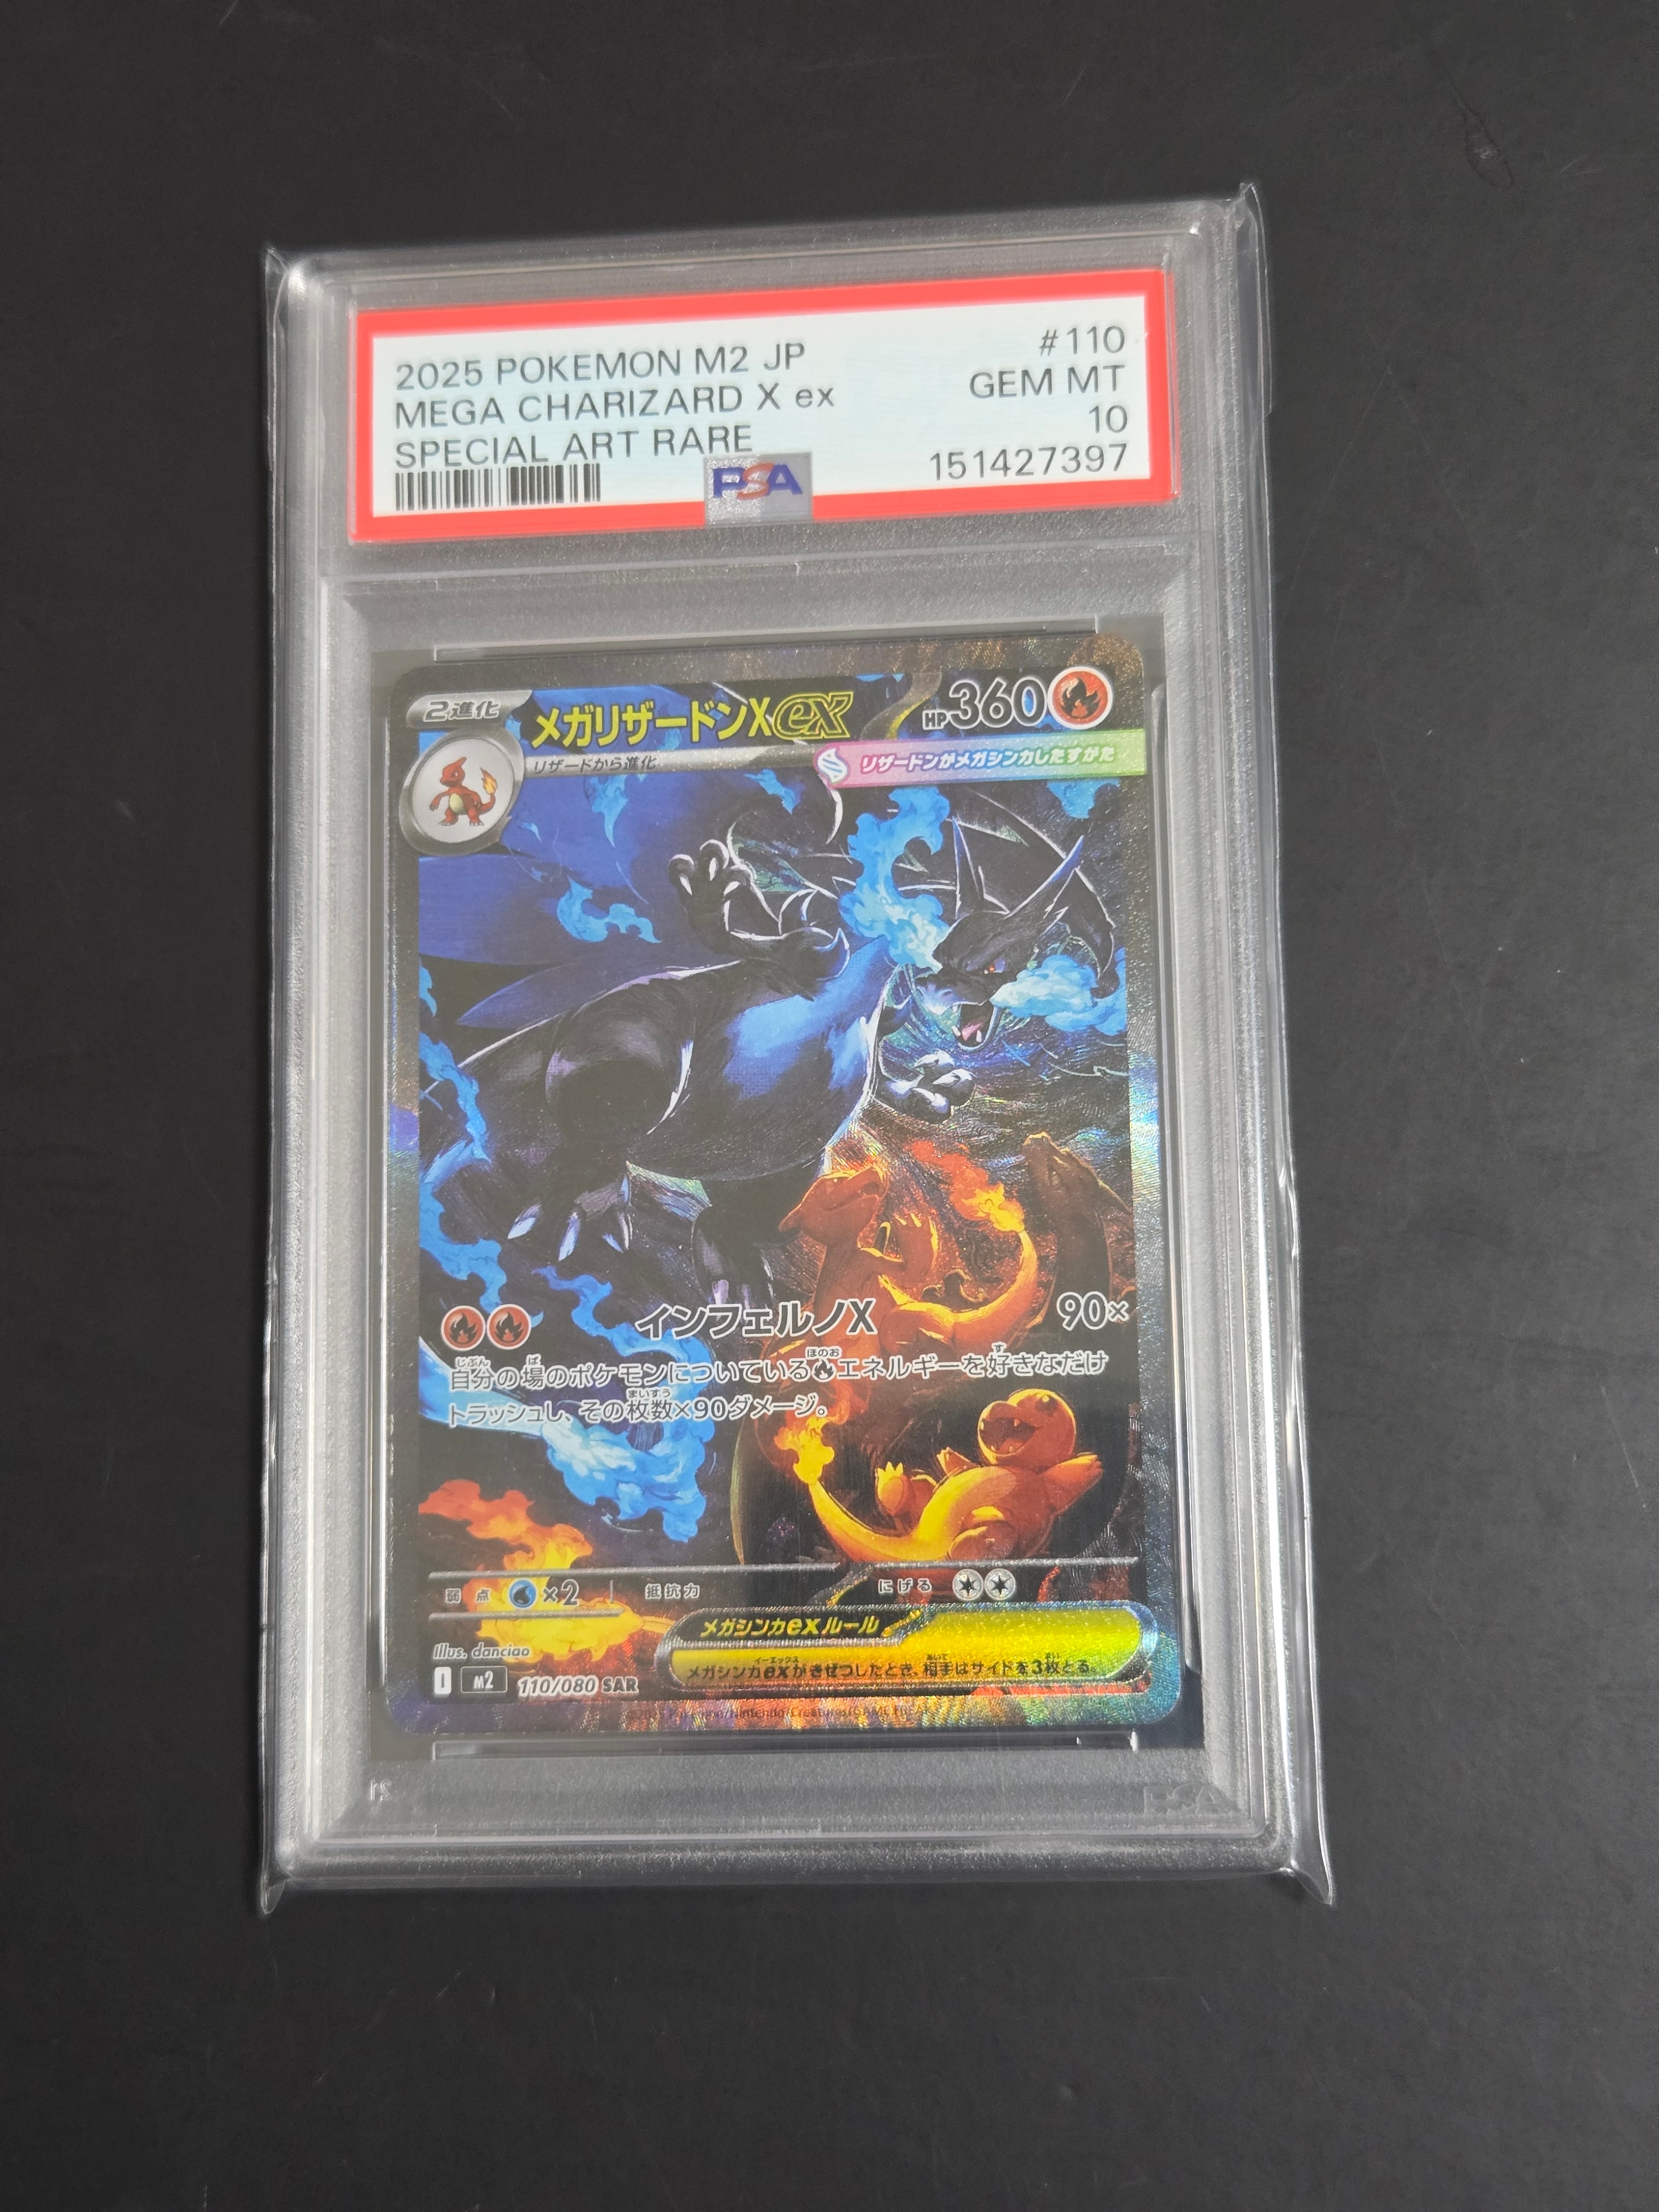 2025 POKEMON M2 JP #110
MEGA CHARIZARD X ex GEM MT
SPECIAL ART RARE 10
151427397
PSA
2進化 メガリザードンXex HP360
リザードから進化 リザードンがメガシンカしたすがた
インフェルノX 90×
自分の場のポケモンについているエネルギーを好きなだけ
トラッシュし、その枚数×90ダメージ。
弱点 ×2 抵抗力 にげる
Illus. danciao
メガシンカexルール
メガシンカexがきぜつしたとき、相手はサイドを3枚とる。
I M2 110/080 SAR
©2025 Pokémon/Nintendo/Creatures/GAME FREAK
PSA